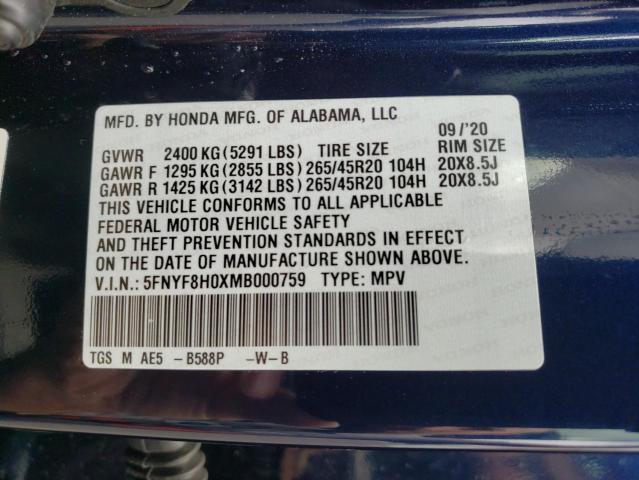 MFD. BY HONDA MFG. OF ALABAMA, LLC
09/'20
GVWR 2400 KG (5291 LBS) TIRE SIZE RIM SIZE
GAWR F 1295 KG (2855 LBS) 265/45R20 104H 20X8.5J
GAWR R 1425 KG (3142 LBS) 265/45R20 104H 20X8.5J
THIS VEHICLE CONFORMS TO ALL APPLICABLE
FEDERAL MOTOR VEHICLE SAFETY
AND THEFT PREVENTION STANDARDS IN EFFECT
ON THE DATE OF MANUFACTURE SHOWN ABOVE.
V.I.N.: 5FNYF8H0XMB000759 TYPE: MPV
TGS M AE5 -B588P -W-B